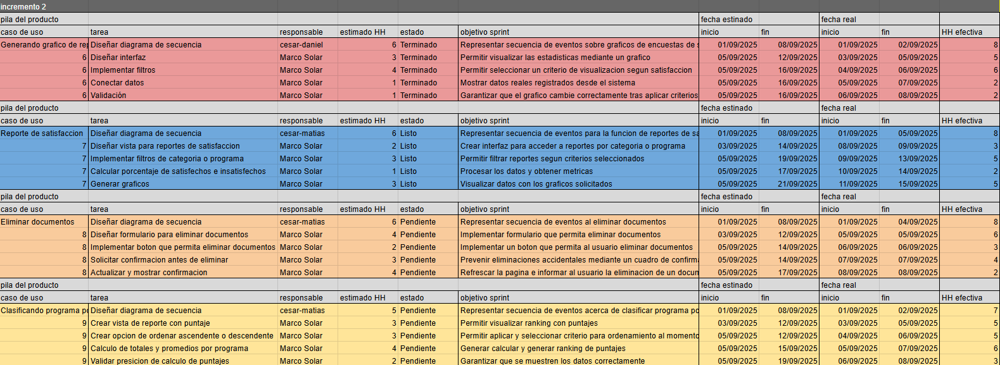 incremento 2
pila del producto fecha estinado fecha real
caso de uso tarea responsable estimado HH estado objetivo sprint inicio fin inicio fin HH efectiva
Generando grafico de rep Diseñar diagrama de secuencia cesar-daniel 6 Terminado Representar secuencia de eventos sobre graficos de encuestas de s 01/09/2025 08/09/2025 01/09/2025 02/09/2025 8
6 Diseñar interfaz Marco Solar 3 Terminado Permitir visualizar las estadisticas mediante un grafico 05/09/2025 12/09/2025 03/09/2025 05/09/2025 5
6 Implementar filtros Marco Solar 4 Terminado Permitir seleccionar un criterio de visualizacion segun satisfaccion 05/09/2025 16/09/2025 04/09/2025 06/09/2025 6
6 Conectar datos Marco Solar 1 Terminado Mostrar datos reales registrados desde el sistema 05/09/2025 16/09/2025 05/09/2025 07/09/2025 2
6 Validación Marco Solar 1 Terminado Garantizar que el grafico cambie correctamente tras aplicar criterios 05/09/2025 16/09/2025 06/09/2025 08/09/2025 2
pila del producto fecha estinado fecha real
caso de uso tarea responsable estimado HH estado objetivo sprint inicio fin inicio fin HH efectiva
Reporte de satisfaccion Diseñar diagrama de secuencia cesar-matias 6 Listo Representar secuencia de eventos para la funcion de reportes de sa 01/09/2025 08/09/2025 01/09/2025 05/09/2025 8
7 Diseñar vista para reportes de satisfaccion Marco Solar 2 Listo Crear interfaz para acceder a reportes por categoria o programa 03/09/2025 14/09/2025 08/09/2025 09/09/2025 3
7 Implementar filtros de categoria o programa Marco Solar 3 Listo Permitir filtrar reportes segun criterios seleccionados 05/09/2025 19/09/2025 09/09/2025 13/09/2025 5
7 Calcular porcentaje de satisfechos e insatisfechos Marco Solar 1 Listo Procesar los datos y obtener metricas 05/09/2025 17/09/2025 10/09/2025 14/09/2025 2
7 Generar graficos Marco Solar 3 Listo Visualizar datos con los graficos solicitados 05/09/2025 21/09/2025 11/09/2025 15/09/2025 5
pila del producto fecha estinado fecha real
caso de uso tarea responsable estimado HH estado objetivo sprint inicio fin inicio fin HH efectiva
Eliminar documentos Diseñar diagrama de secuencia cesar-matias 6 Pendiente Representar secuencia de eventos al eliminar documentos 01/09/2025 08/09/2025 01/09/2025 04/09/2025 8
8 Diseñar formulario para eliminar documentos Marco Solar 4 Pendiente Implementar formulario que permita eliminar documentos 03/09/2025 12/09/2025 05/09/2025 05/09/2025 6
8 Implementar boton que permita eliminar documentos Marco Solar 2 Pendiente Implementar un boton que permita al usuario eliminar documentos 05/09/2025 14/09/2025 06/09/2025 06/09/2025 3
8 Solicitar confirmacion antes de eliminar Marco Solar 3 Pendiente Prevenir eliminaciones accidentales mediante un cuadro de confirma 05/09/2025 14/09/2025 07/09/2025 07/09/2025 4
8 Actualizar y mostrar confirmacion Marco Solar 4 Pendiente Refrescar la pagina e informar al usuario la eliminacion de un docun 05/09/2025 17/09/2025 08/09/2025 08/09/2025 2
pila del producto fecha estinado fecha real
caso de uso tarea responsable estimado HH estado objetivo sprint inicio fin inicio fin HH efectiva
Clasificando programa po Diseñar diagrama de secuencia cesar-matias 5 Pendiente Representar secuencia de eventos acerca de clasificar programa po 01/09/2025 08/09/2025 01/09/2025 02/09/2025 7
9 Crear vista de reporte con puntaje Marco Solar 3 Pendiente Permitir visualizar ranking con puntajes 03/09/2025 12/09/2025 03/09/2025 05/09/2025 5
9 Crear opcion de ordenar ascendente o descendente Marco Solar 3 Pendiente Permitir aplicar y seleccionar criterio para ordenamiento al momento 05/09/2025 12/09/2025 04/09/2025 06/09/2025 5
9 Calculo de totales y promedios por programa Marco Solar 4 Pendiente Generar calcular y generar ranking de puntajes 05/09/2025 15/09/2025 05/09/2025 07/09/2025 6
9 Validar presicion de calculo de puntajes Marco Solar 2 Pendiente Garantizar que se muestren los datos correctamente 05/09/2025 19/09/2025 06/09/2025 08/09/2025 3